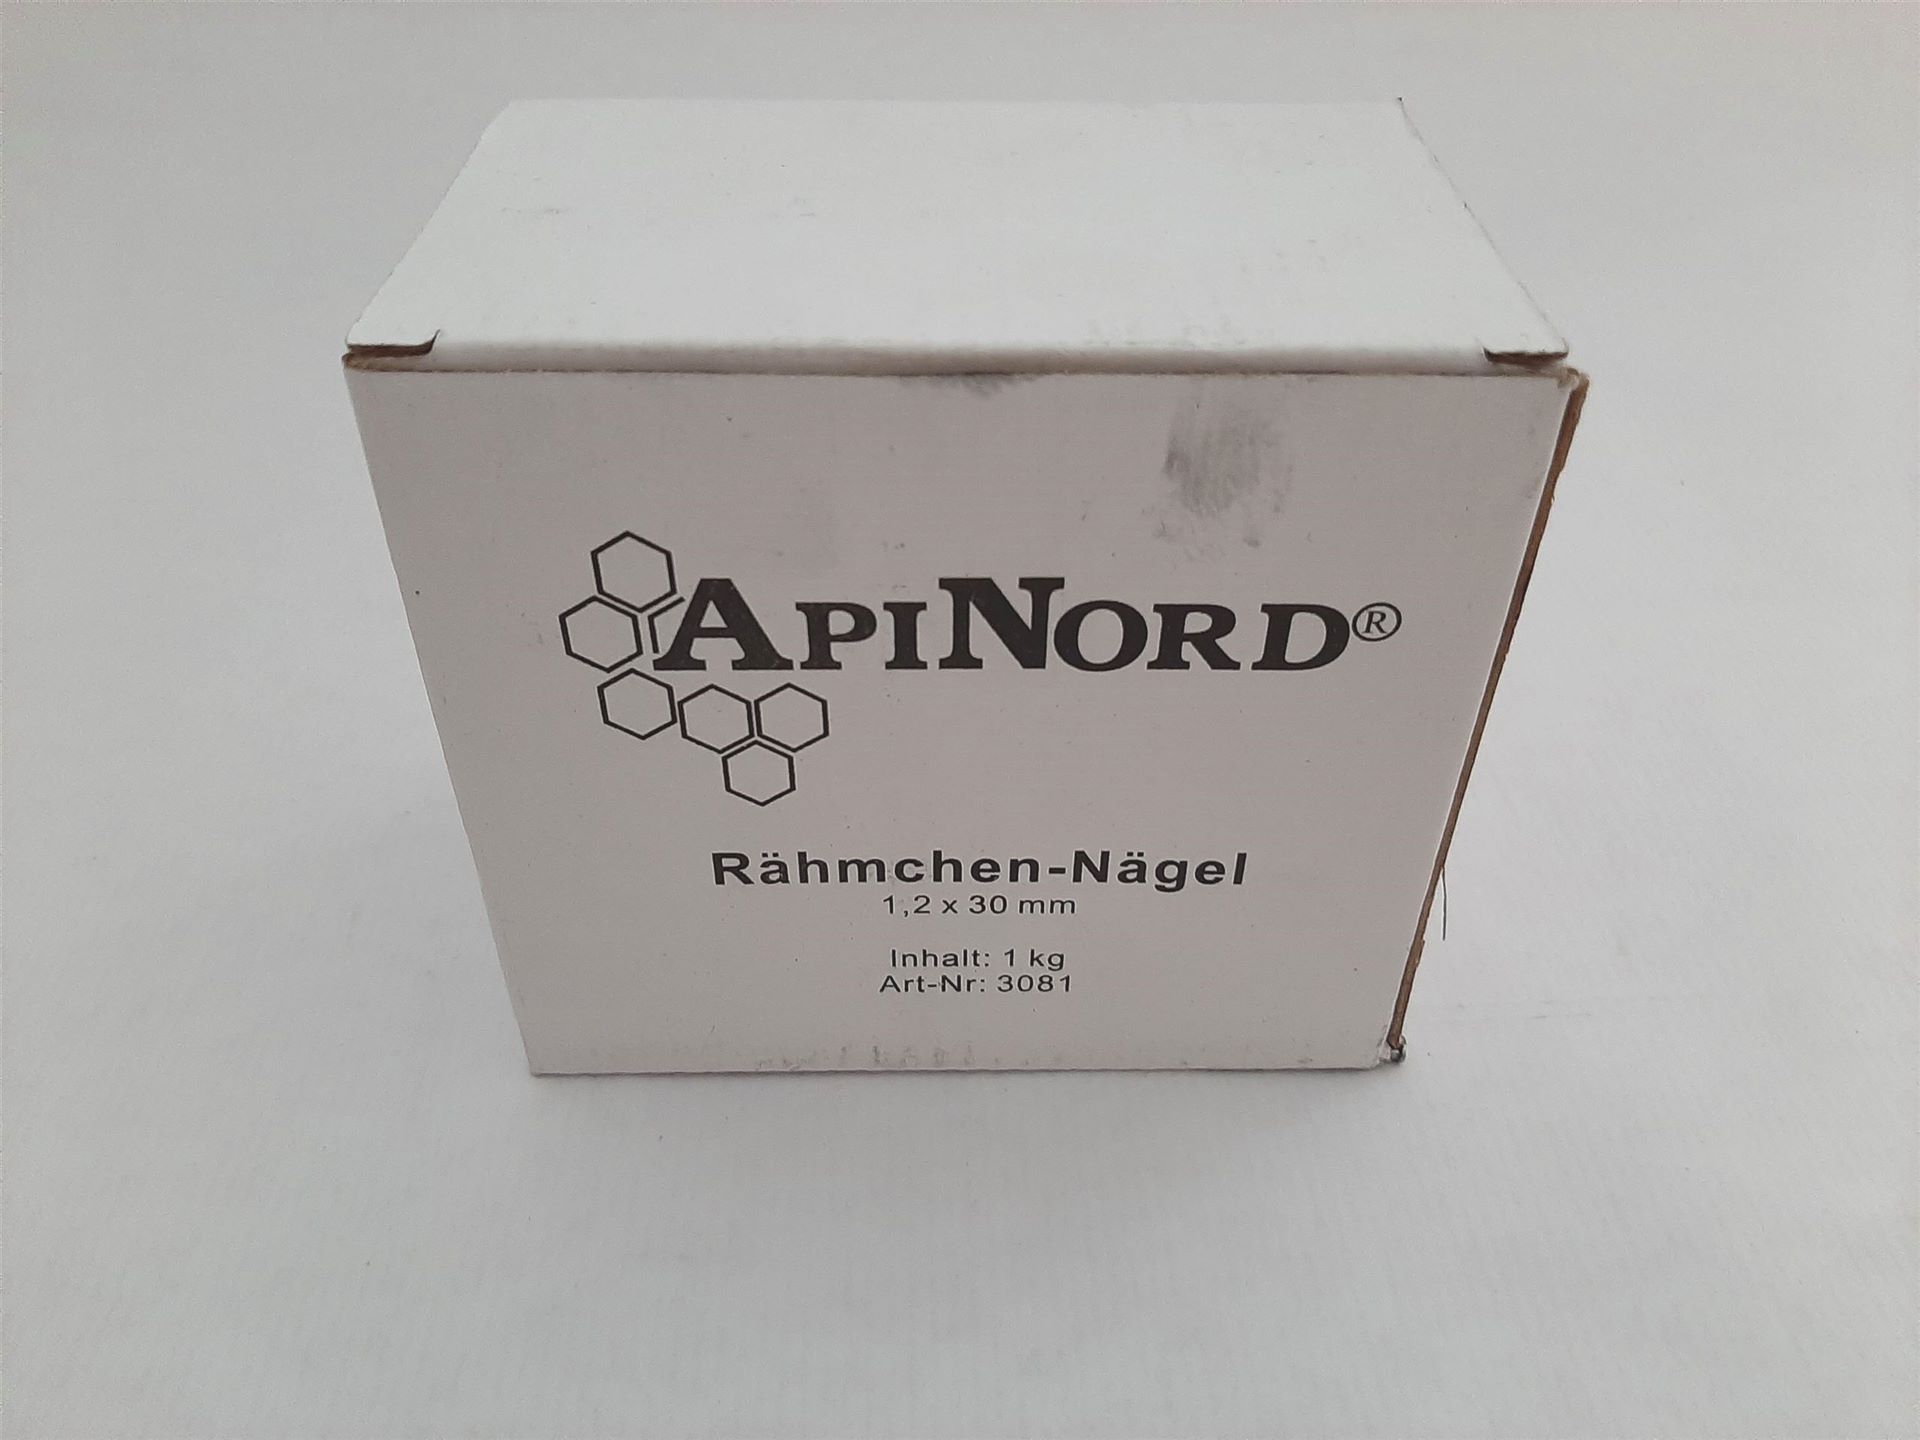 APINORD®
Rähmchen-Nägel
1,2 x 30 mm
Inhalt: 1 kg
Art-Nr: 3081